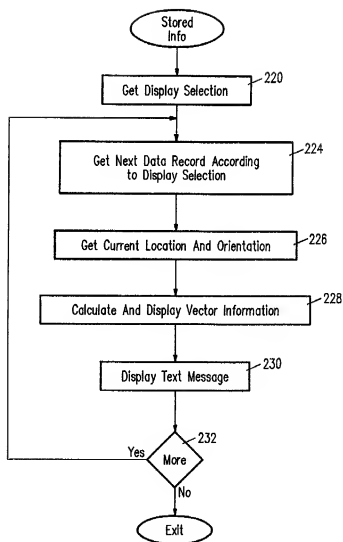 Stored
Info
220
Get Display Selection
224
Get Next Data Record According
to Display Selection
226
Get Current Location And Orientation
228
Calculate And Display Vector Information
230
Display Text Message
232
Yes
More
No
Exit